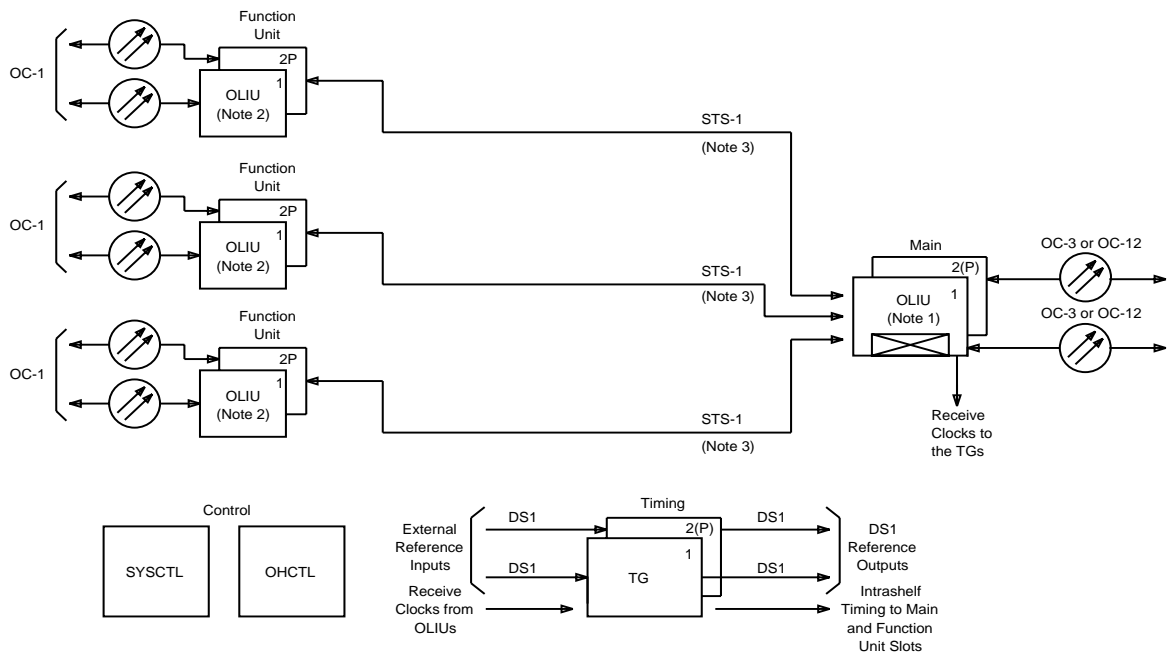 Function
Unit
2P
1
OC-1
OLIU
(Note 2)
STS-1
(Note 3)
Function
Unit
2P
1
OC-1
OLIU
(Note 2)
STS-1
(Note 3)
Main
2(P)
1
OLIU
(Note 1)
OC-3 or OC-12
OC-3 or OC-12
Function
Unit
2P
1
OC-1
OLIU
(Note 2)
STS-1
(Note 3)
Receive
Clocks to
the TGs
Control
SYSCTL
OHCTL
Timing
External
Reference
Inputs
DS1
DS1
2(P)
1
TG
DS1
DS1
DS1
Reference
Outputs
Receive
Clocks from
OLIUs
Intrashelf
Timing to Main
and Function
Unit Slots